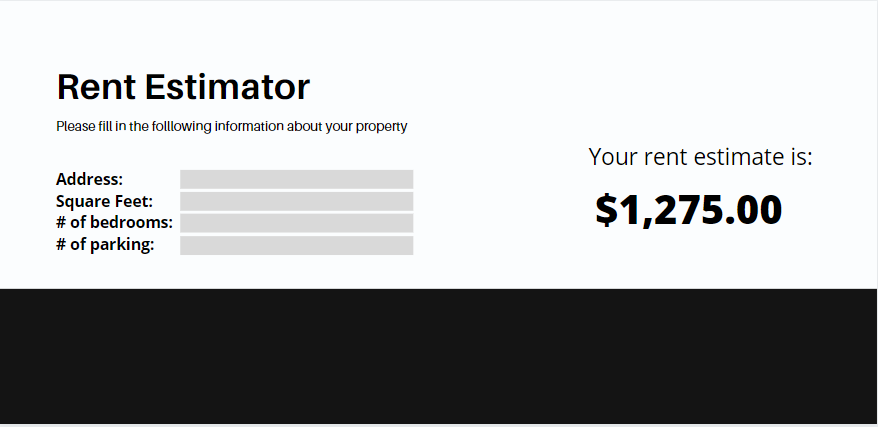 Rent Estimator
Please fill in the folllowing information about your property
Address:
Square Feet:
# of bedrooms:
# of parking:
Your rent estimate is:
$1,275.00